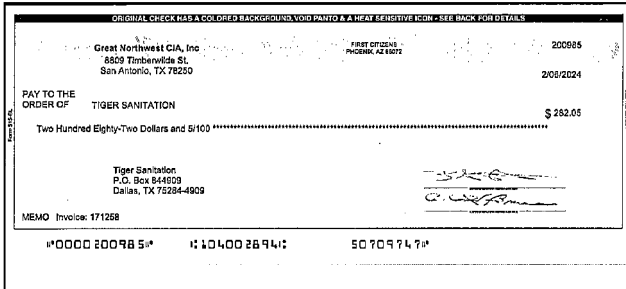 ORIGINAL CHECK HAS A COLORED BACKGROUND, VOID PANTO & A HEAT SENSITIVE ICON - SEE BACK FOR DETAILS
Great Northwest CIA, Inc
8809 Timberwilde St.
San Antonio, TX 78250
FIRST CITIZENS
PHOENIX, AZ 85072
200985
2/06/2024
PAY TO THE
ORDER OF
TIGER SANITATION
$ 282.05
Two Hundred Eighty-Two Dollars and 5/100
Tiger Sanitation
P.O. Box 844909
Dallas, TX 75284-4909
MEMO Invoice: 171258
⑈0000200985⑈ ⑆104002894⑆ 50709747⑈